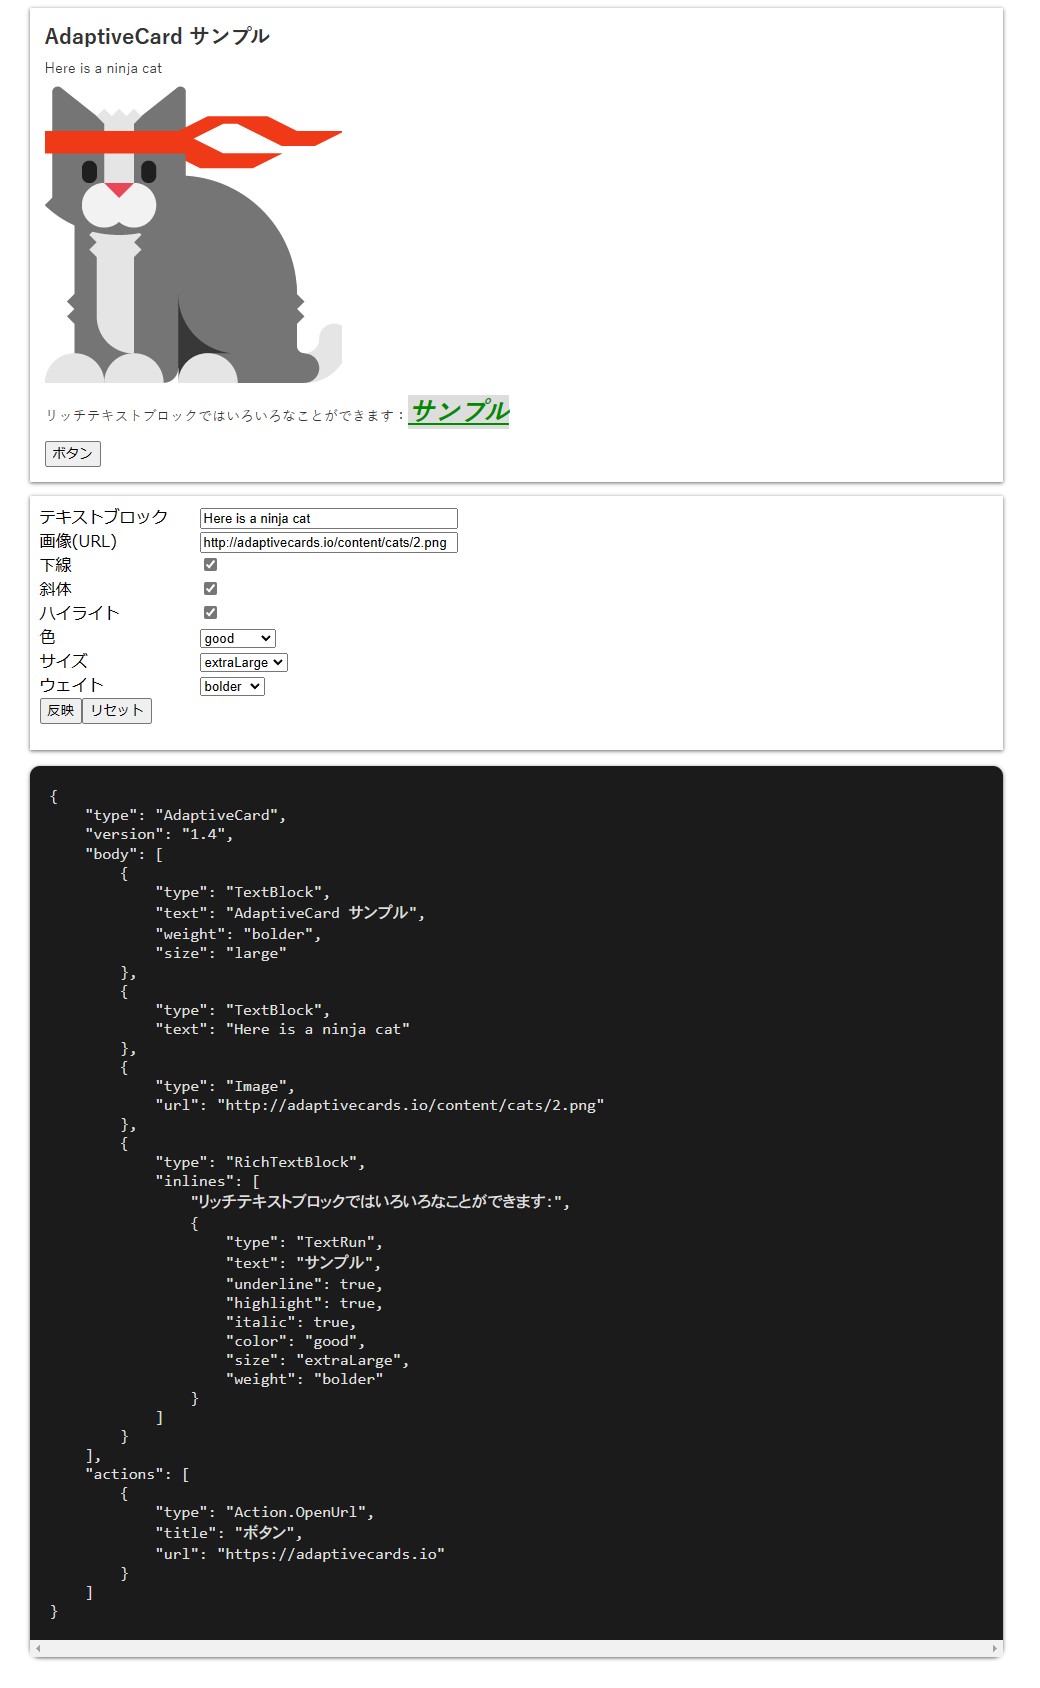 AdaptiveCard サンプル
Here is a ninja cat
リッチテキストブロックではいろいろなことができます：サンプル
ボタン
テキストブロック Here is a ninja cat
画像(URL) http://adaptivecards.io/content/cats/2.png
下線
斜体
ハイライト
色 good
サイズ extraLarge
ウェイト bolder
反映 リセット
{
    "type": "AdaptiveCard",
    "version": "1.4",
    "body": [
        {
            "type": "TextBlock",
            "text": "AdaptiveCard サンプル",
            "weight": "bolder",
            "size": "large"
        },
        {
            "type": "TextBlock",
            "text": "Here is a ninja cat"
        },
        {
            "type": "Image",
            "url": "http://adaptivecards.io/content/cats/2.png"
        },
        {
            "type": "RichTextBlock",
            "inlines": [
                "リッチテキストブロックではいろいろなことができます:",
                {
                    "type": "TextRun",
                    "text": "サンプル",
                    "underline": true,
                    "highlight": true,
                    "italic": true,
                    "color": "good",
                    "size": "extraLarge",
                    "weight": "bolder"
                }
            ]
        }
    ],
    "actions": [
        {
            "type": "Action.OpenUrl",
            "title": "ボタン",
            "url": "https://adaptivecards.io"
        }
    ]
}